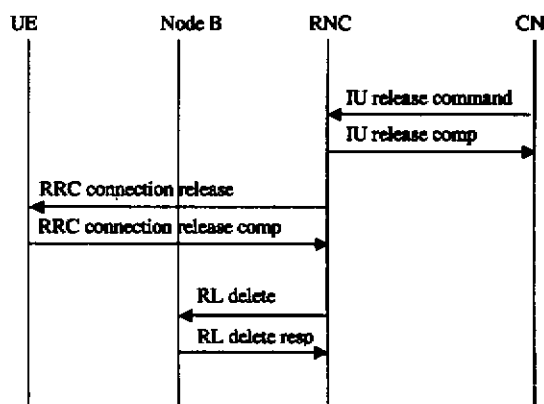 UE Node B RNC CN
IU release command
IU release comp
RRC connection release
RRC connection release comp
RL delete
RL delete resp